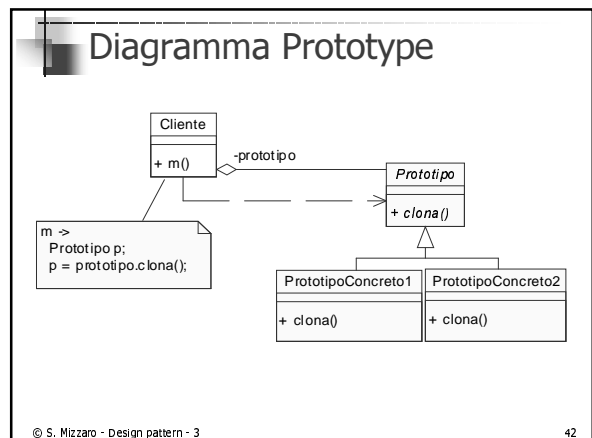 Diagramma Prototype
Cliente
+ m()
-prototipo
Prototipo
+ clona()
m ->
Prototipo p;
p = prototipo.clona();
PrototipoConcreto1
+ clona()
PrototipoConcreto2
+ clona()
© S. Mizzaro - Design pattern - 3
42